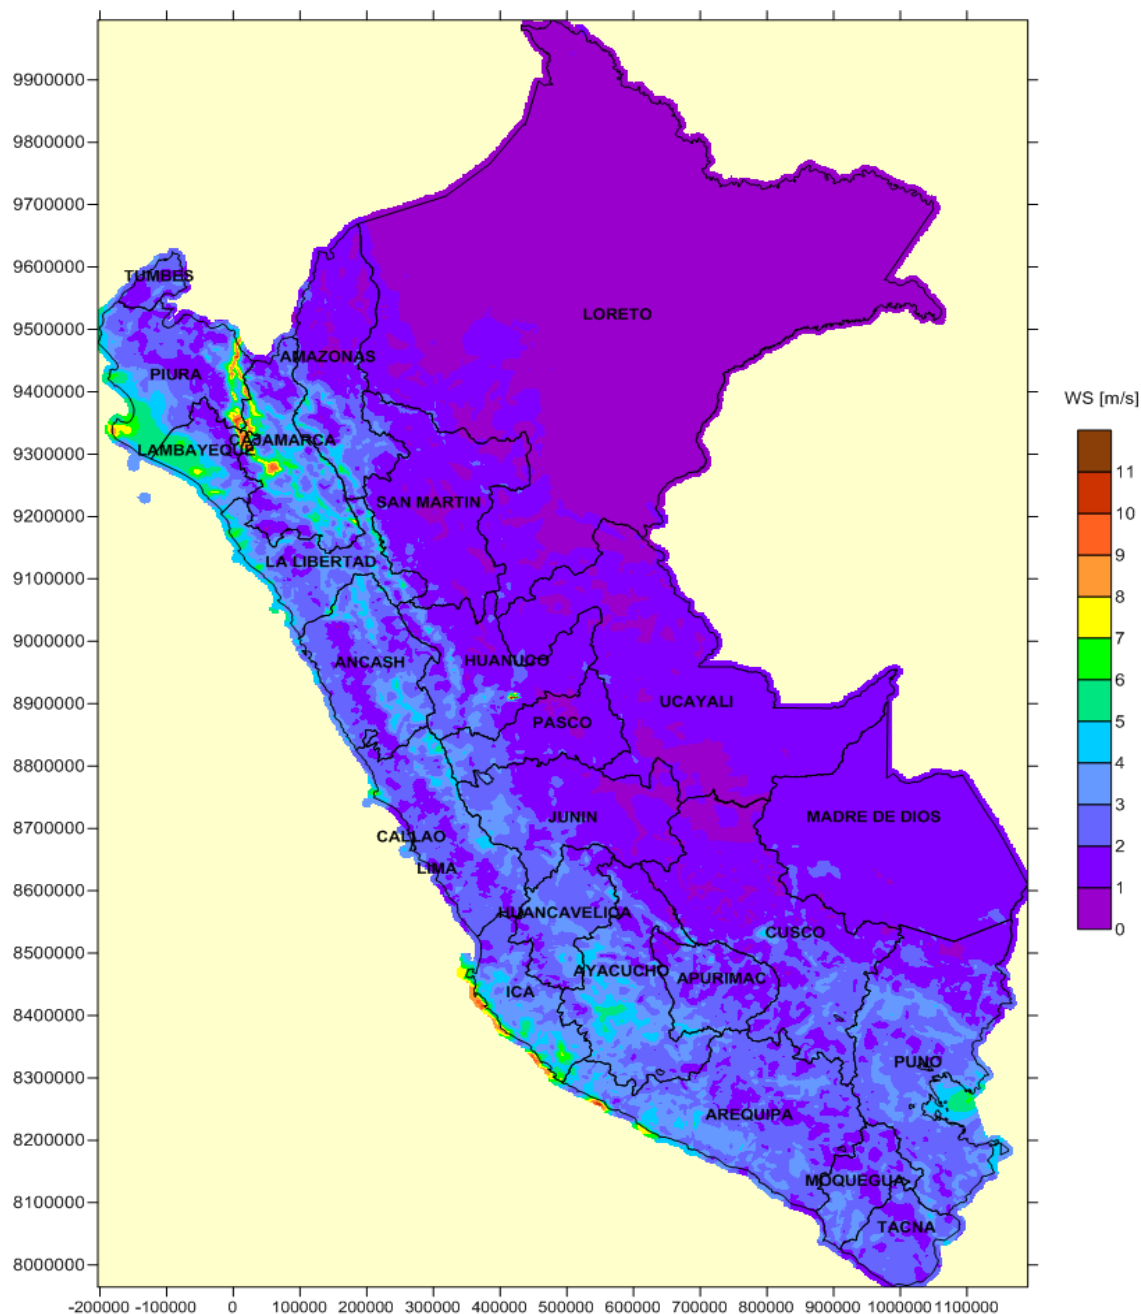 9900000
9800000
9700000
9600000
9500000
9400000
9300000
9200000
9100000
9000000
8900000
8800000
8700000
8600000
8500000
8400000
8300000
8200000
8100000
8000000
-200000 -100000 0 100000 200000 300000 400000 500000 600000 700000 800000 900000 1000000 1100000
TUMBES
LORETO
AMAZONAS
PIURA
CAJAMARCA
LAMBAYEQUE
SAN MARTIN
LA LIBERTAD
ANCASH
HUANUCO
UCAYALI
PASCO
JUNIN
MADRE DE DIOS
CALLAO
LIMA
HUANCAVELICA
CUSCO
AYACUCHO
APURIMAC
ICA
PUNO
AREQUIPA
MOQUEGUA
TACNA
WS [m/s]
11
10
9
8
7
6
5
4
3
2
1
0